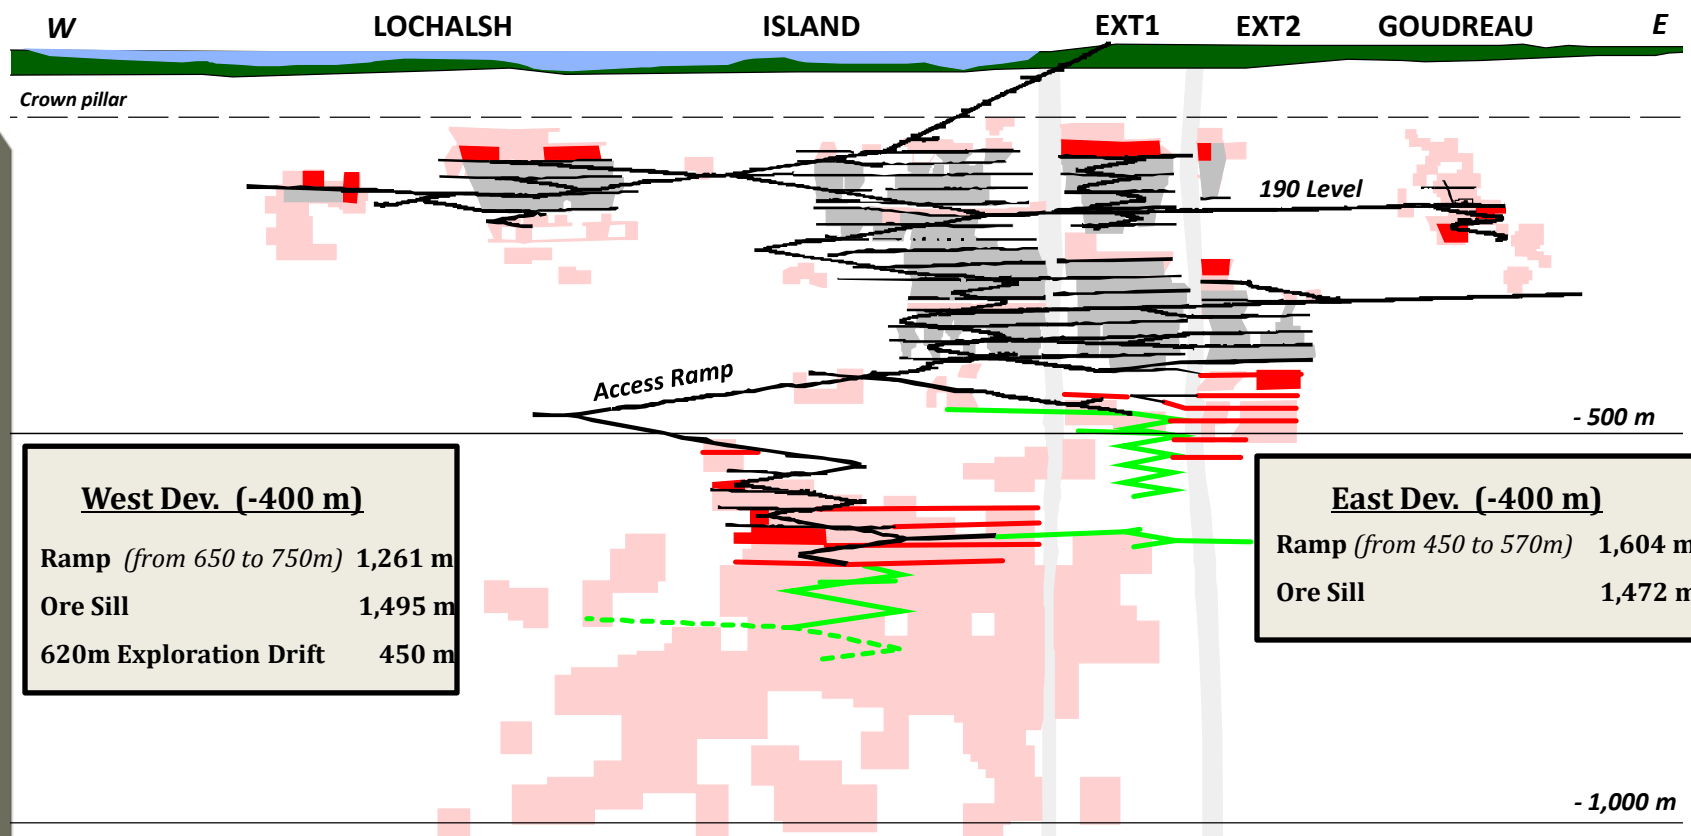 W LOCHALSH ISLAND EXT1 EXT2 GOUDREAU E
Crown pillar
190 Level
Access Ramp
- 500 m
West Dev. (-400 m)
Ramp (from 650 to 750m) 1,261 m
Ore Sill 1,495 m
620m Exploration Drift 450 m
East Dev. (-400 m)
Ramp (from 450 to 570m) 1,604 m
Ore Sill 1,472 m
- 1,000 m